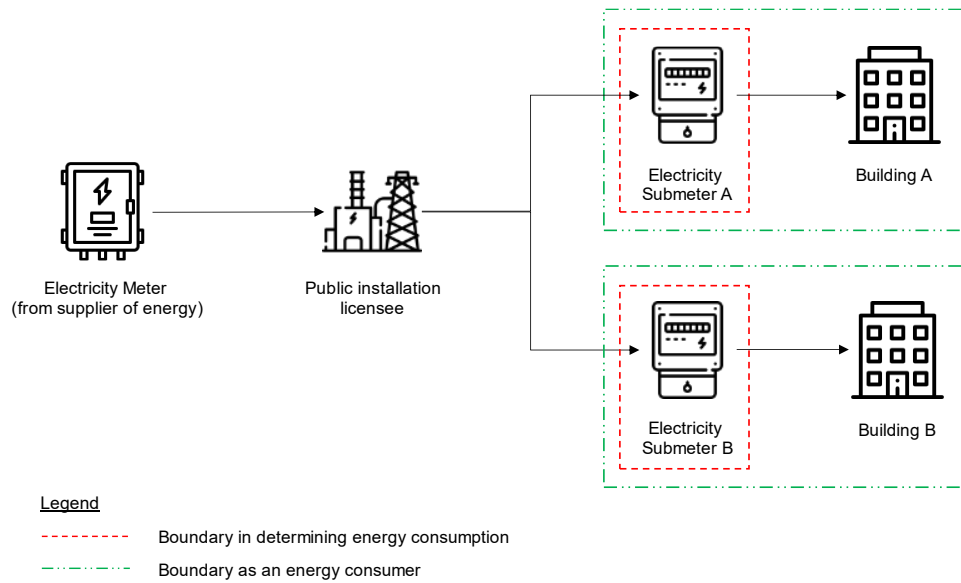 Electricity
Submeter A
Building A
Electricity Meter
(from supplier of energy)
Public installation
licensee
Electricity
Submeter B
Building B
Legend
Boundary in determining energy consumption
Boundary as an energy consumer